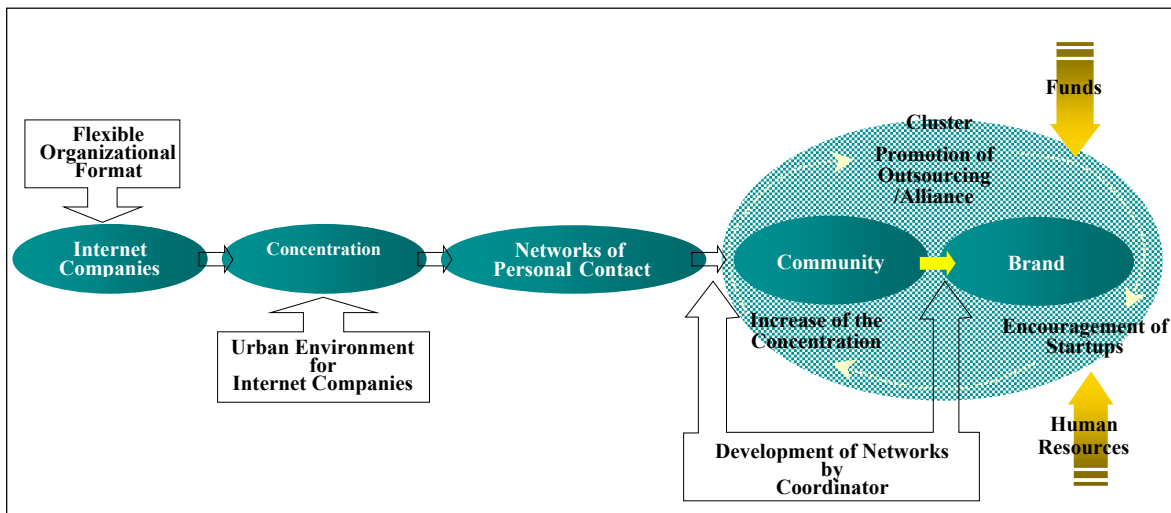 Funds
Cluster
Promotion of
Outsourcing
/Alliance
Flexible
Organizational
Format
Internet
Companies
Concentration
Networks of
Personal Contact
Community
Brand
Increase of the
Concentration
Encouragement of
Startups
Urban Environment
for
Internet Companies
Development of Networks
by
Coordinator
Human
Resources